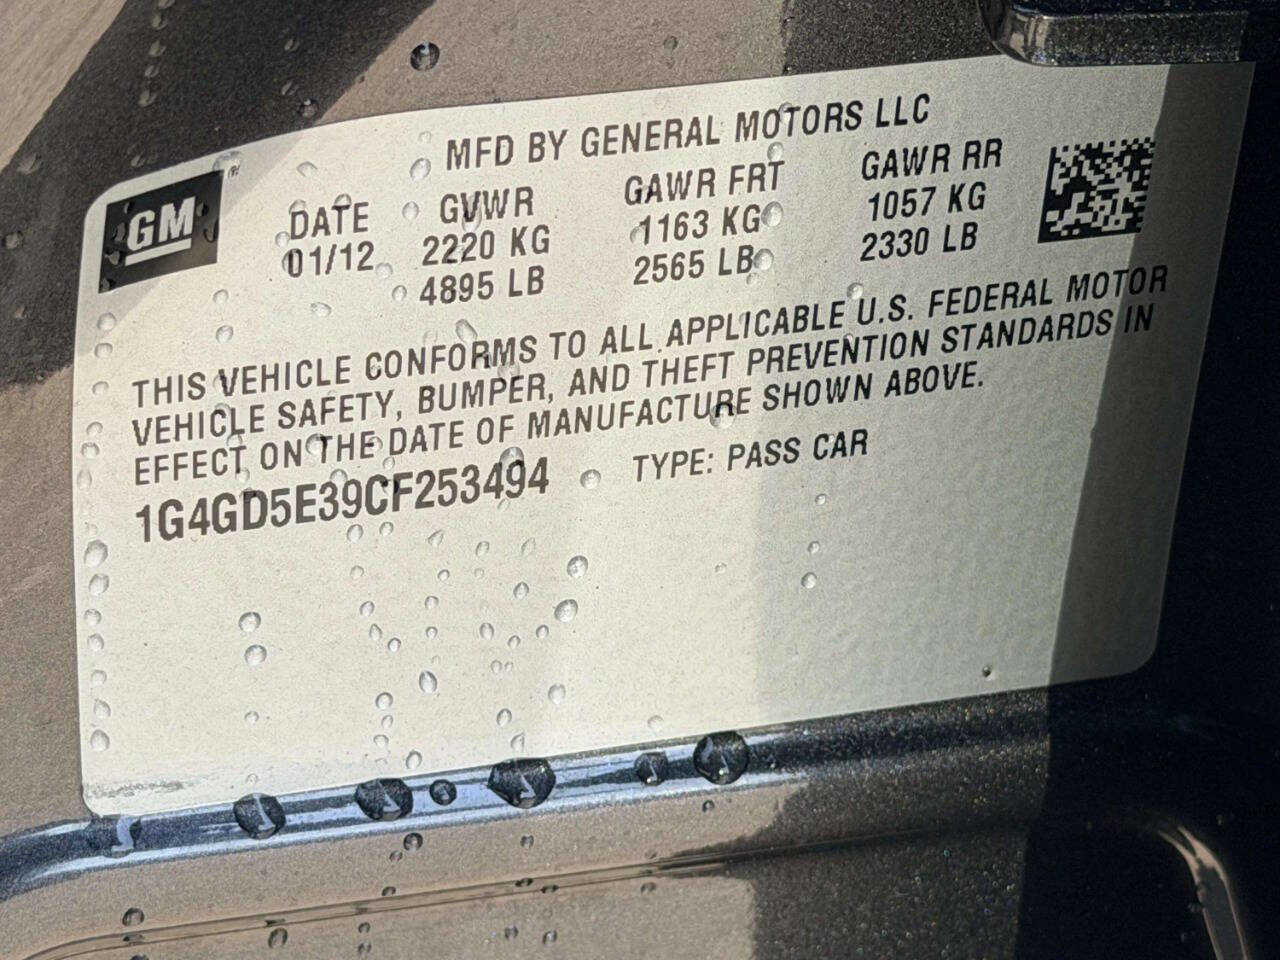 MFD BY GENERAL MOTORS LLC
GM
DATE GVWR GAWR FRT GAWR RR
01/12 2220 KG 1163 KG 1057 KG
4895 LB 2565 LB 2330 LB
THIS VEHICLE CONFORMS TO ALL APPLICABLE U.S. FEDERAL MOTOR
VEHICLE SAFETY, BUMPER, AND THEFT PREVENTION STANDARDS IN
EFFECT ON THE DATE OF MANUFACTURE SHOWN ABOVE.
1G4GD5E39CF253494 TYPE: PASS CAR